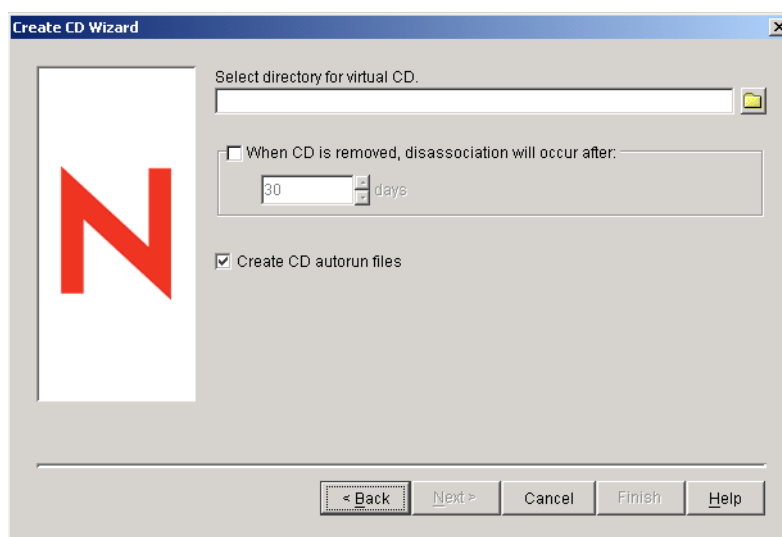 Create CD Wizard
Select directory for virtual CD.
When CD is removed, disassociation will occur after:
30 days
Create CD autorun files
< Back Next > Cancel Finish Help